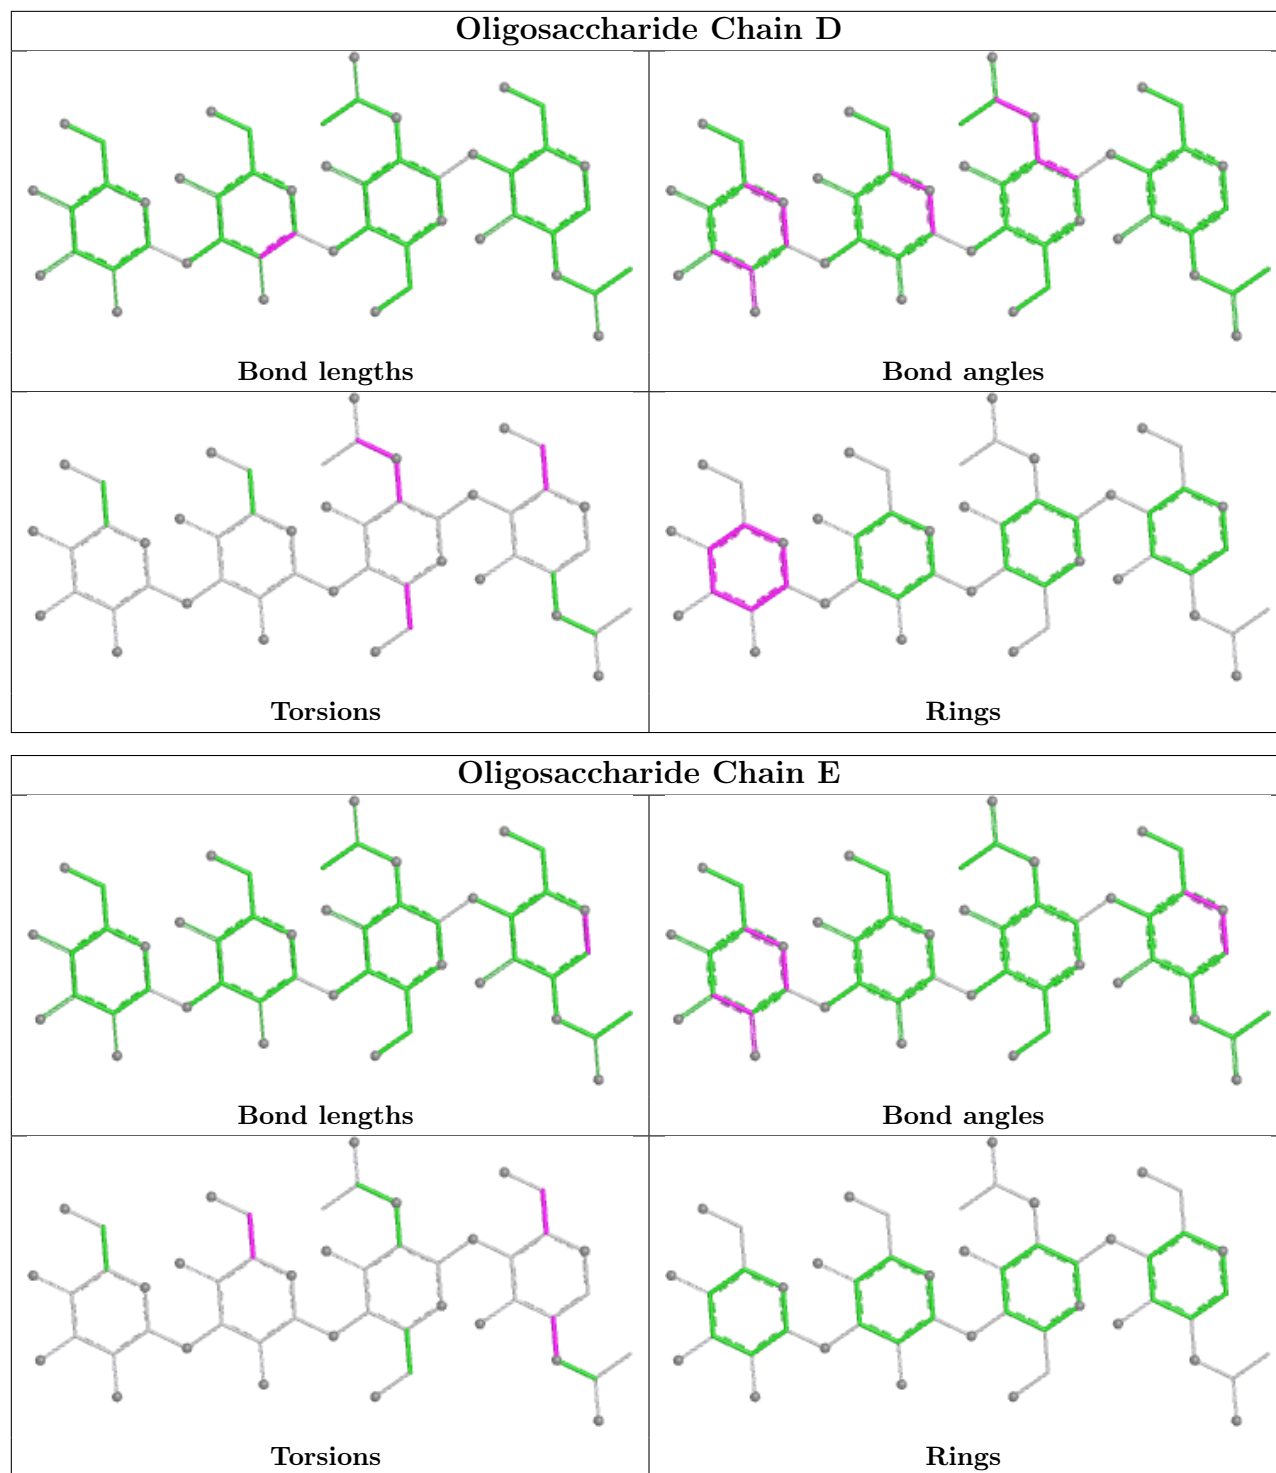 Oligosaccharide Chain D
Bond lengths
Bond angles
Torsions
Rings
Oligosaccharide Chain E
Bond lengths
Bond angles
Torsions
Rings